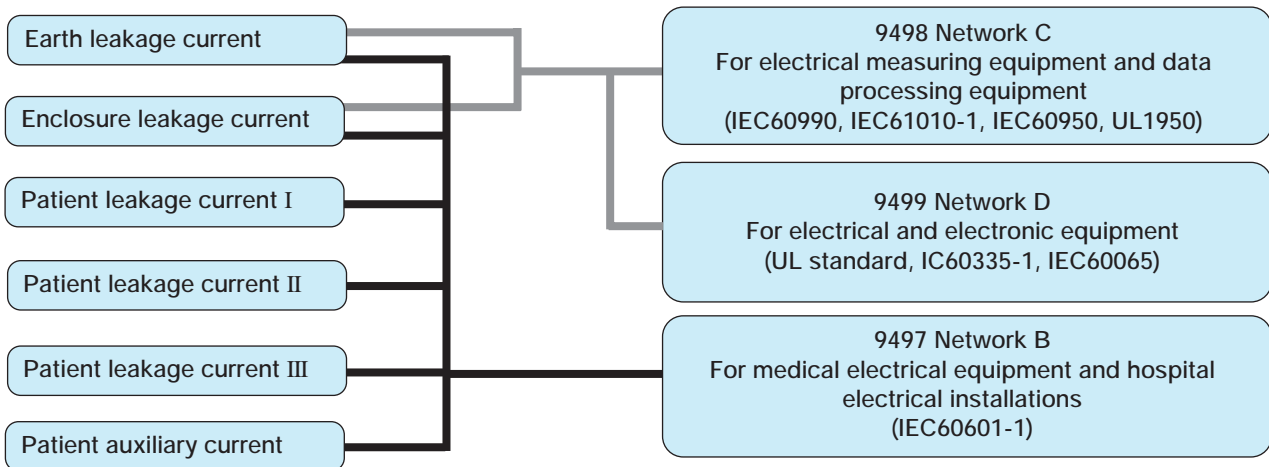 Earth leakage current
Enclosure leakage current
Patient leakage current I
Patient leakage current II
Patient leakage current III
Patient auxiliary current
9498 Network C
For electrical measuring equipment and data
processing equipment
(IEC60990, IEC61010-1, IEC60950, UL1950)
9499 Network D
For electrical and electronic equipment
(UL standard, IC60335-1, IEC60065)
9497 Network B
For medical electrical equipment and hospital
electrical installations
(IEC60601-1)